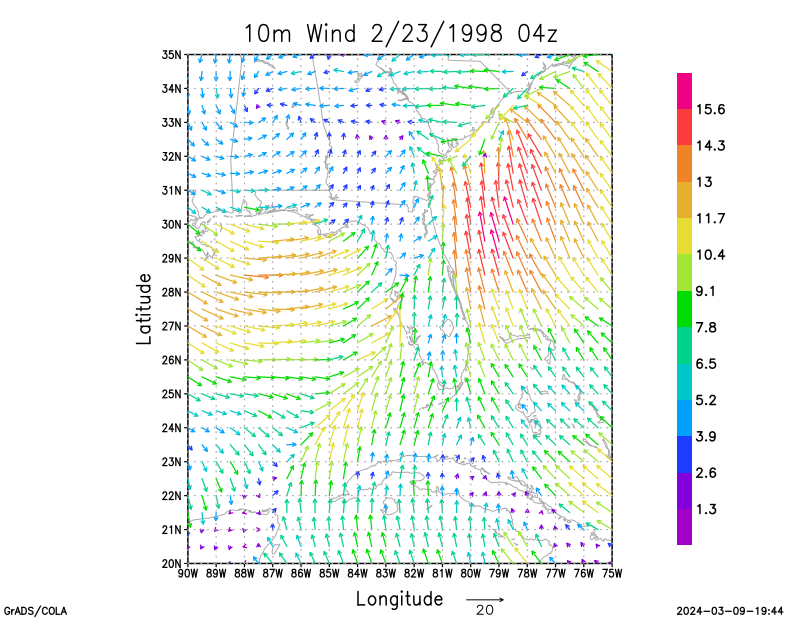 10m Wind 2/23/1998 04z
35N
34N
33N
32N
31N
30N
29N
28N
27N
26N
25N
24N
23N
22N
21N
20N
90W 89W 88W 87W 86W 85W 84W 83W 82W 81W 80W 79W 78W 77W 76W 75W
Latitude
Longitude
20
15.6
14.3
13
11.7
10.4
9.1
7.8
6.5
5.2
3.9
2.6
1.3
GrADS/COLA
2024-03-09-19:44